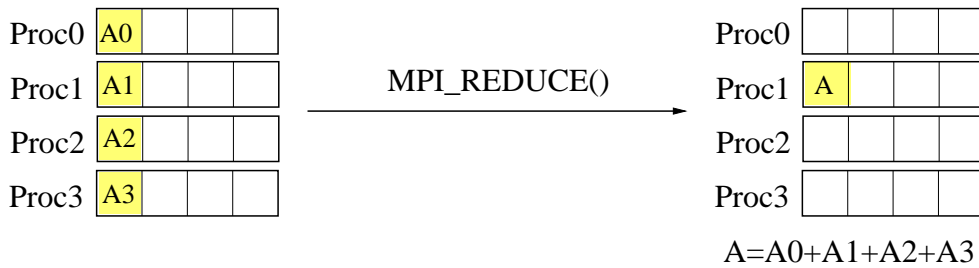 Proc0 A0 Proc0
Proc1 A1 MPI_REDUCE() Proc1 A
Proc2 A2 Proc2
Proc3 A3 Proc3
A=A0+A1+A2+A3